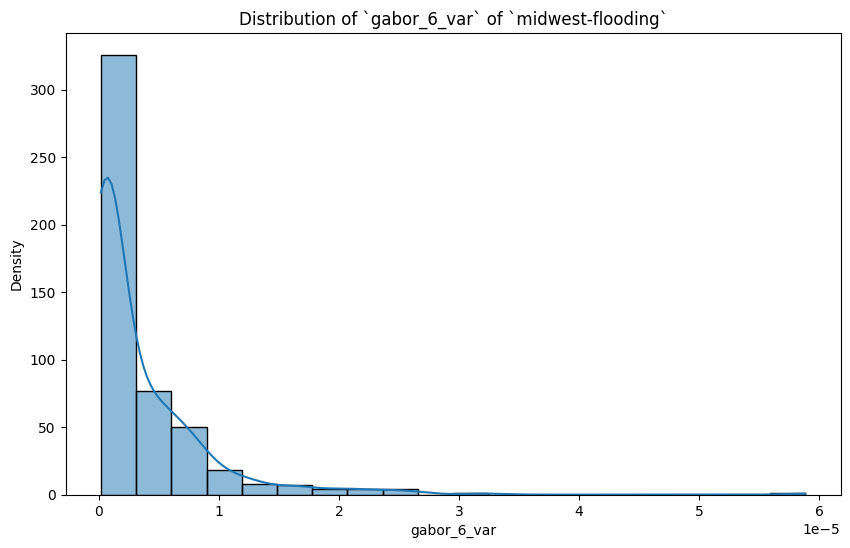 Distribution of `gabor_6_var` of `midwest-flooding`
Density
300
250
200
150
100
50
0
0 1 2 3 4 5 6
1e−5
gabor_6_var